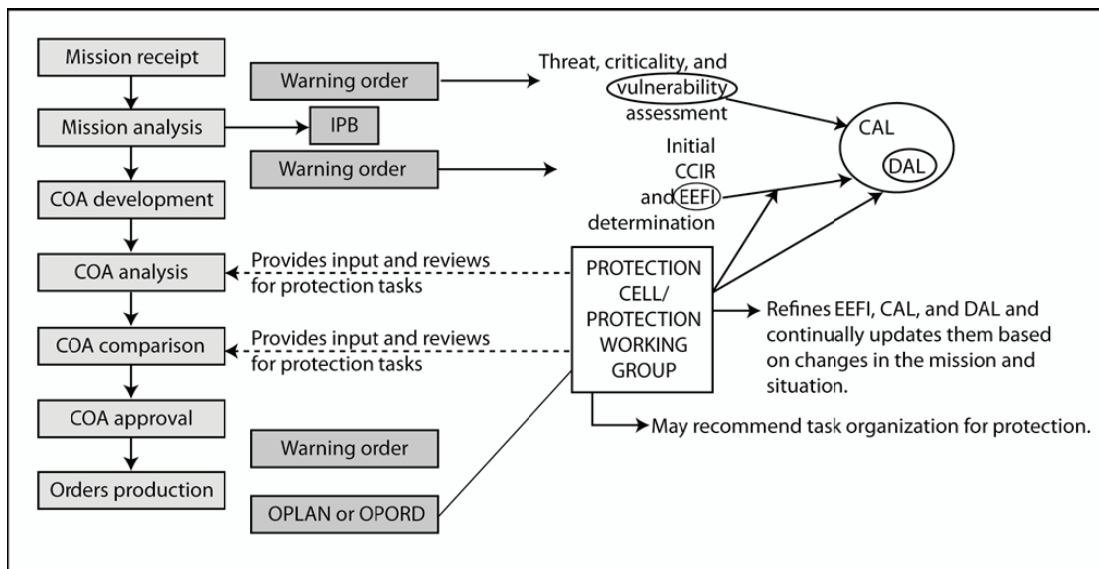 Mission receipt
Mission analysis
COA development
COA analysis
COA comparison
COA approval
Orders production
Warning order
IPB
Warning order
Provides input and reviews
for protection tasks
Provides input and reviews
for protection tasks
Warning order
OPLAN or OPORD
Threat, criticality, and
vulnerability
assessment
Initial
CCIR
and EEFI
determination
CAL
DAL
PROTECTION
CELL/
PROTECTION
WORKING
GROUP
Refines EEFI, CAL, and DAL and
continually updates them based
on changes in the mission and
situation.
May recommend task organization for protection.